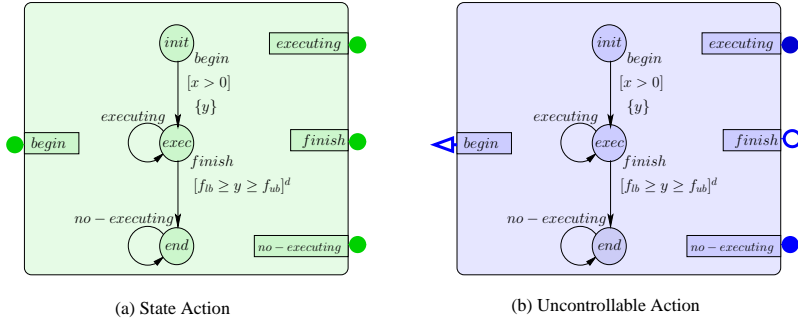 init
executing
begin
[x > 0]
{y}
executing
begin
exec
finish
finish
[f_lb ≥ y ≥ f_ub]^d
no − executing
end
no − executing
(a) State Action
init
executing
begin
[x > 0]
{y}
executing
begin
exec
finish
finish
[f_lb ≥ y ≥ f_ub]^d
no − executing
end
no − executing
(b) Uncontrollable Action